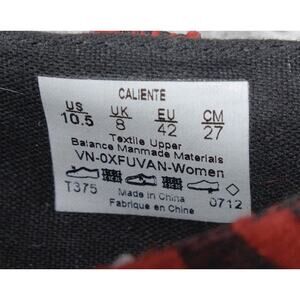 CALIENTE
US UK EU CM
10.5 8 42 27
Textile Upper
Balance Manmade Materials
VN-0XFUVAN-Women
T375 0712
Made in China
Fabrique en Chine